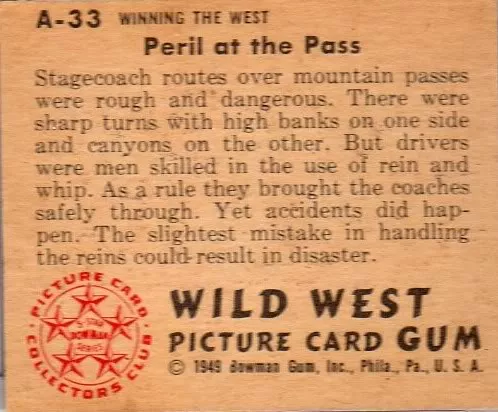 A-33 WINNING THE WEST
Peril at the Pass
Stagecoach routes over mountain passes
were rough and dangerous. There were
sharp turns with high banks on one side
and canyons on the other. But drivers
were men skilled in the use of rein and
whip. As a rule they brought the coaches
safely through. Yet accidents did hap-
pen. The slightest mistake in handling
the reins could result in disaster.
PICTURE CARD
COLLECTORS CLUB
5-STAR
BOWMAN
SERIES
WILD WEST
PICTURE CARD GUM
© 1949 Bowman Gum, Inc., Phila., Pa., U. S. A.